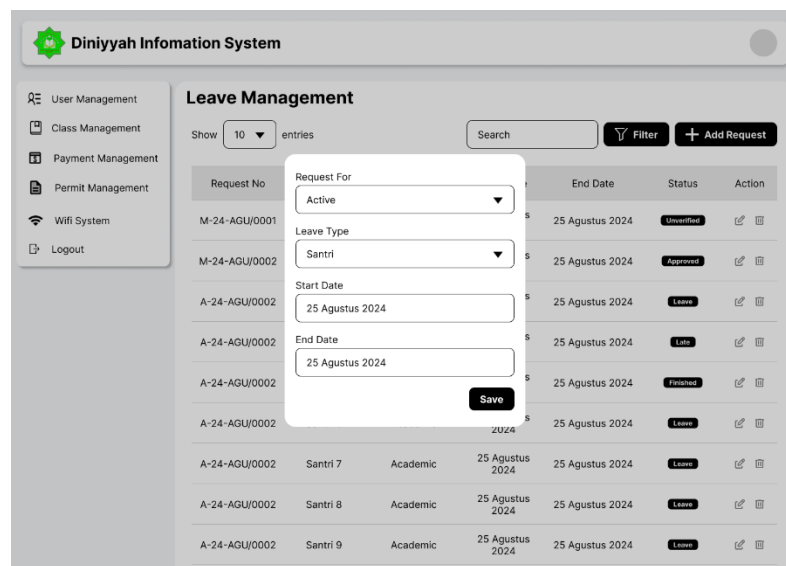 Diniyyah Infomation System
User Management
Class Management
Payment Management
Permit Management
Wifi System
Logout
Leave Management
Show 10 entries Search Filter Add Request
Request No End Date Status Action
M-24-AGU/0001 25 Agustus 2024 Unverified
M-24-AGU/0002 25 Agustus 2024 Approved
A-24-AGU/0002 25 Agustus 2024 Leave
A-24-AGU/0002 25 Agustus 2024 Late
A-24-AGU/0002 25 Agustus 2024 Finished
A-24-AGU/0002 2024 25 Agustus 2024 Leave
A-24-AGU/0002 Santri 7 Academic 25 Agustus 2024 25 Agustus 2024 Leave
A-24-AGU/0002 Santri 8 Academic 25 Agustus 2024 25 Agustus 2024 Leave
A-24-AGU/0002 Santri 9 Academic 25 Agustus 2024 25 Agustus 2024 Leave
Request For
Active
Leave Type
Santri
Start Date
25 Agustus 2024
End Date
25 Agustus 2024
Save